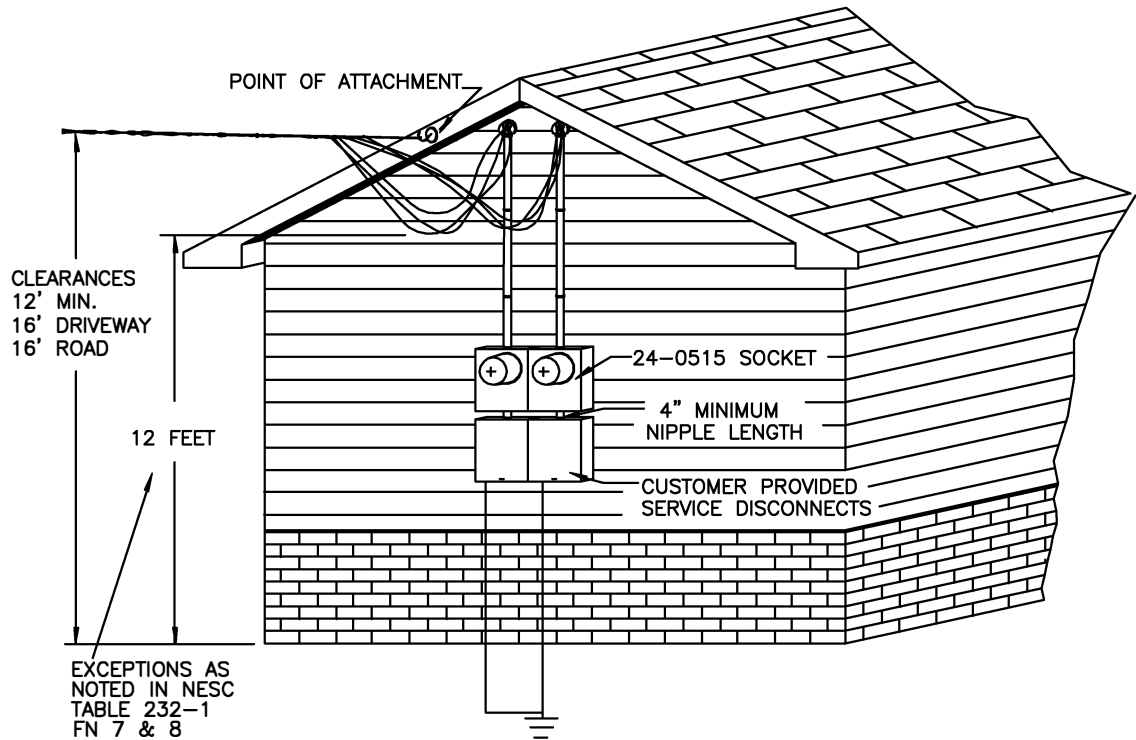 POINT OF ATTACHMENT
CLEARANCES
12' MIN.
16' DRIVEWAY
16' ROAD
24-0515 SOCKET
4" MINIMUM
NIPPLE LENGTH
12 FEET
CUSTOMER PROVIDED
SERVICE DISCONNECTS
EXCEPTIONS AS
NOTED IN NESC
TABLE 232-1
FN 7 & 8